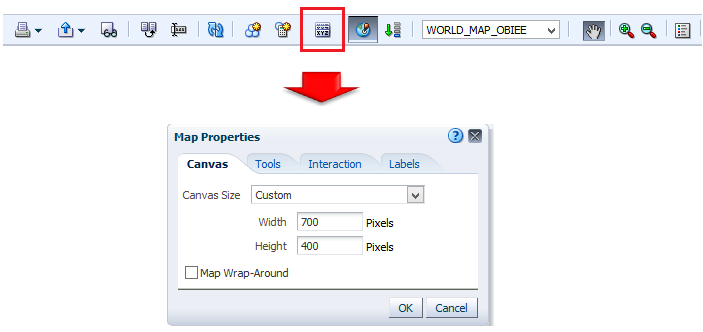 WORLD_MAP_OBIEE
Map Properties
Canvas Tools Interaction Labels
Canvas Size Custom
Width 700 Pixels
Height 400 Pixels
Map Wrap-Around
OK Cancel